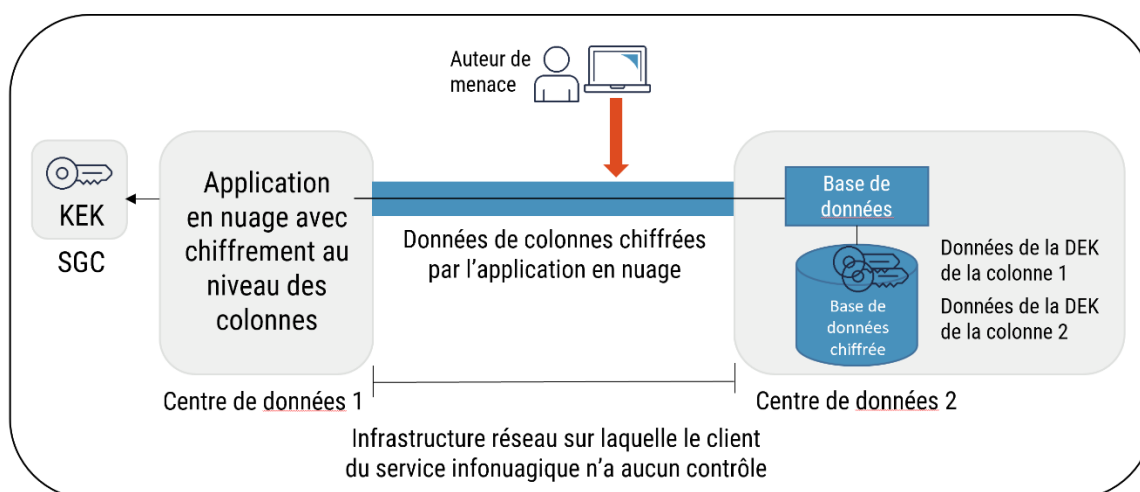 Auteur de
menace
KEK
SGC
Application
en nuage avec
chiffrement au
niveau des
colonnes
Données de colonnes chiffrées
par l'application en nuage
Base de
données
Données de la DEK
de la colonne 1
Données de la DEK
de la colonne 2
Base de
données
chiffrée
Centre de données 1
Centre de données 2
Infrastructure réseau sur laquelle le client
du service infonuagique n'a aucun contrôle